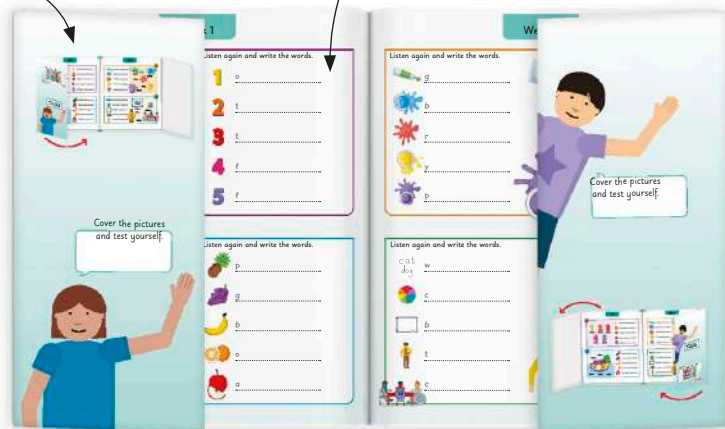 k 1
We
Listen again and write the words.
1 o
2 t
3 t
4 f
5 f
Listen again and write the words.
g
b
r
y
p
Cover the pictures
and test yourself.
Cover the pictures
and test yourself.
Listen again and write the words.
p
g
b
o
a
Listen again and write the words.
cat
dog
w
c
b
t
c